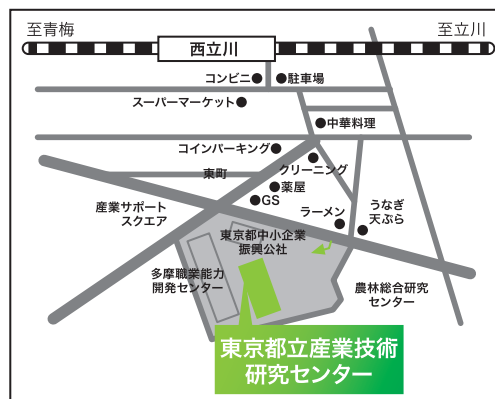 至青梅
至立川
西立川
コンビニ
駐車場
スーパーマーケット
中華料理
コインパーキング
クリーニング
東町
薬屋
GS
産業サポート
スクエア
ラーメン
うなぎ
天ぷら
東京都中小企業
振興公社
多摩職業能力
開発センター
農林総合研究
センター
東京都立産業技術
研究センター